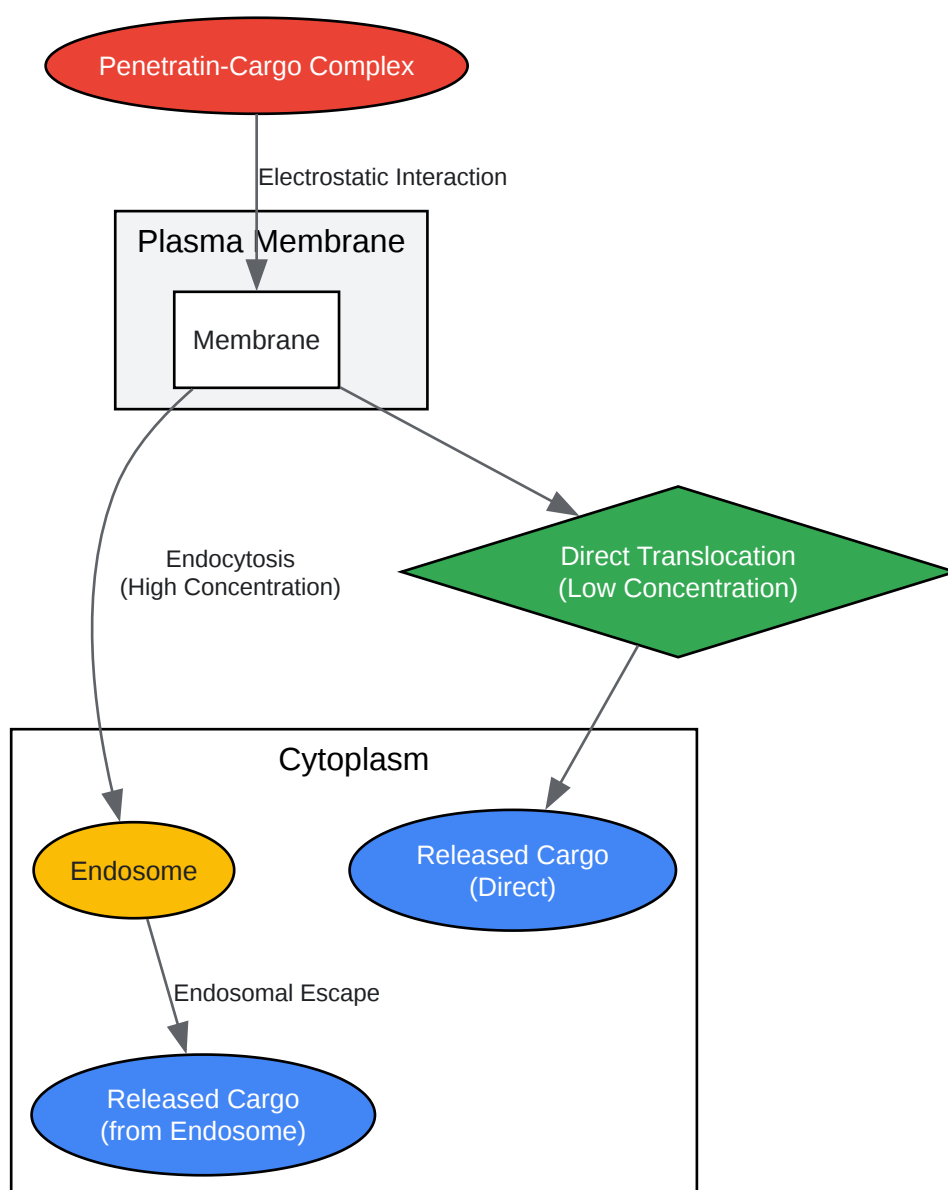 Penetratin-Cargo Complex
Electrostatic Interaction
Plasma Membrane
Membrane
Endocytosis
(High Concentration)
Direct Translocation
(Low Concentration)
Cytoplasm
Endosome
Released Cargo
(Direct)
Endosomal Escape
Released Cargo
(from Endosome)